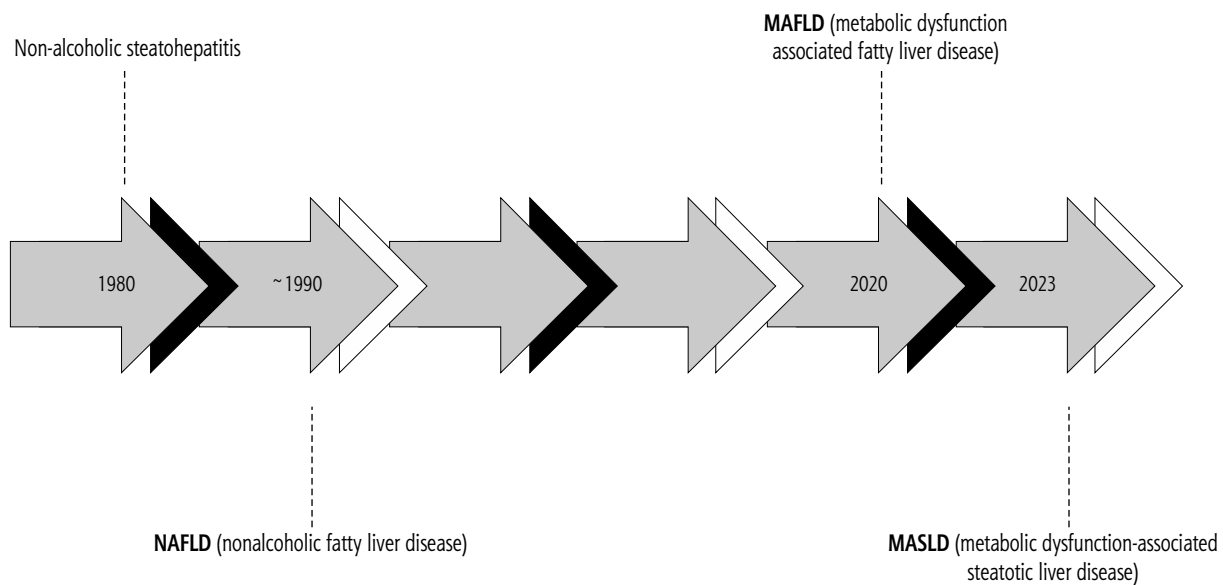 Non-alcoholic steatohepatitis
MAFLD (metabolic dysfunction
associated fatty liver disease)
1980
~1990
2020
2023
NAFLD (nonalcoholic fatty liver disease)
MASLD (metabolic dysfunction-associated
steatotic liver disease)